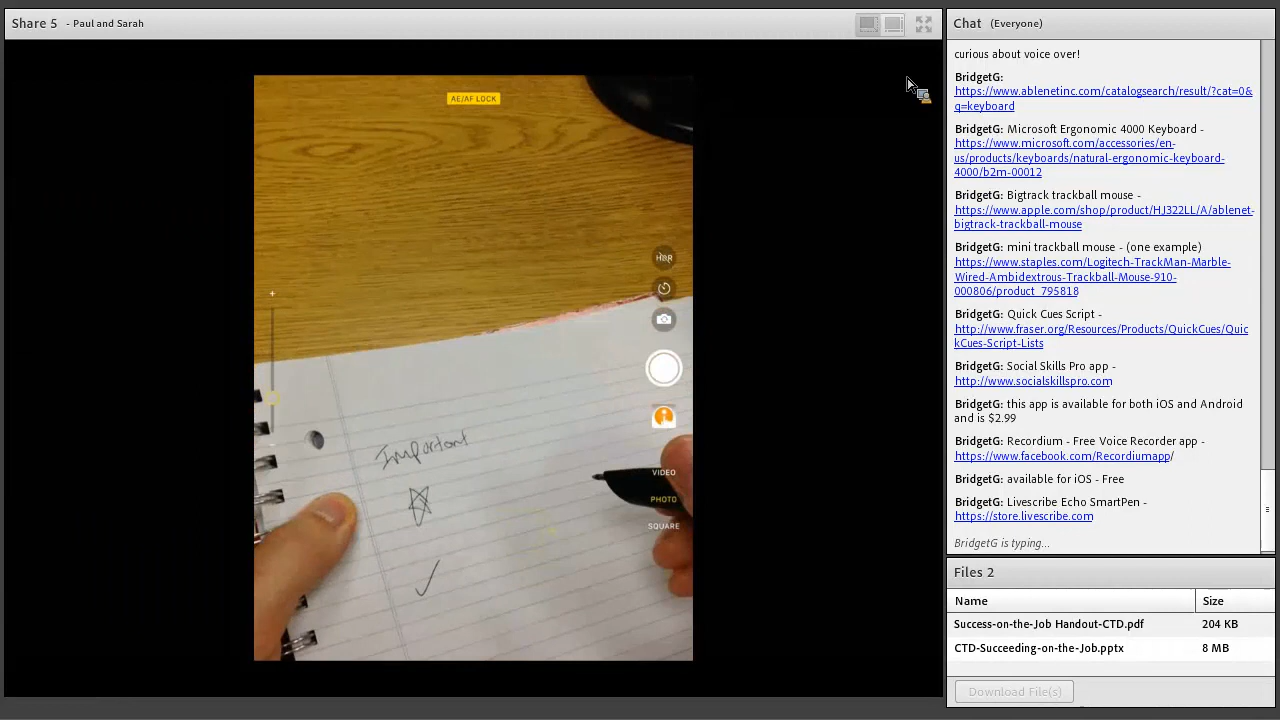 Share 5 - Paul and Sarah
AE/AF LOCK
HDR
Important
VIDEO
PHOTO
SQUARE
Chat (Everyone)
curious about voice over!
BridgetG:
https://www.ablenetinc.com/catalogsearch/result/?cat=0&
q=keyboard
BridgetG: Microsoft Ergonomic 4000 Keyboard -
https://www.microsoft.com/accessories/en-
us/products/keyboards/natural-ergonomic-keyboard-
4000/b2m-00012
BridgetG: Bigtrack trackball mouse -
https://www.apple.com/shop/product/HJ322LL/A/ablenet-
bigtrack-trackball-mouse
BridgetG: mini trackball mouse - (one example)
https://www.staples.com/Logitech-TrackMan-Marble-
Wired-Ambidextrous-Trackball-Mouse-910-
000806/product_795818
BridgetG: Quick Cues Script -
http://www.fraser.org/Resources/Products/QuickCues/Quic
kCues-Script-Lists
BridgetG: Social Skills Pro app -
http://www.socialskillspro.com
BridgetG: this app is available for both iOS and Android
and is $2.99
BridgetG: Recordium - Free Voice Recorder app -
https://www.facebook.com/Recordiumapp/
BridgetG: available for iOS - Free
BridgetG: Livescribe Echo SmartPen -
https://store.livescribe.com
BridgetG is typing...
Files 2
Name Size
Success-on-the-Job Handout-CTD.pdf 204 KB
CTD-Succeeding-on-the-Job.pptx 8 MB
Download File(s)